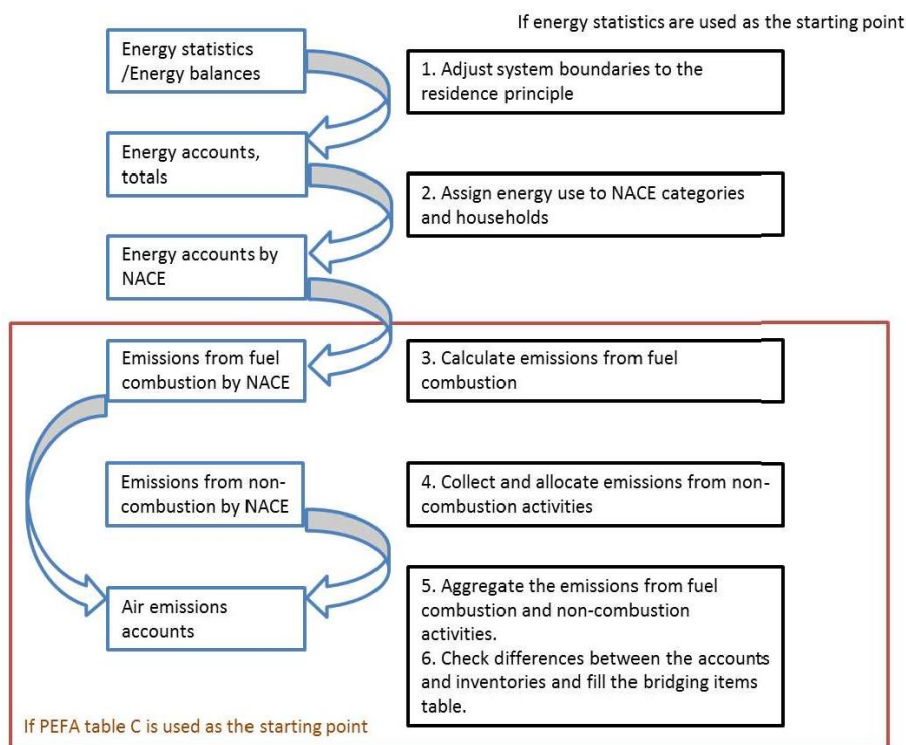 If energy statistics are used as the starting point
Energy statistics
/Energy balances
1. Adjust system boundaries to the
residence principle
Energy accounts,
totals
2. Assign energy use to NACE categories
and households
Energy accounts by
NACE
Emissions from fuel
combustion by NACE
3. Calculate emissions from fuel
combustion
Emissions from non-
combustion by NACE
4. Collect and allocate emissions from non-
combustion activities
Air emissions
accounts
5. Aggregate the emissions from fuel
combustion and non-combustion
activities.
6. Check differences between the accounts
and inventories and fill the bridging items
table.
If PEFA table C is used as the starting point